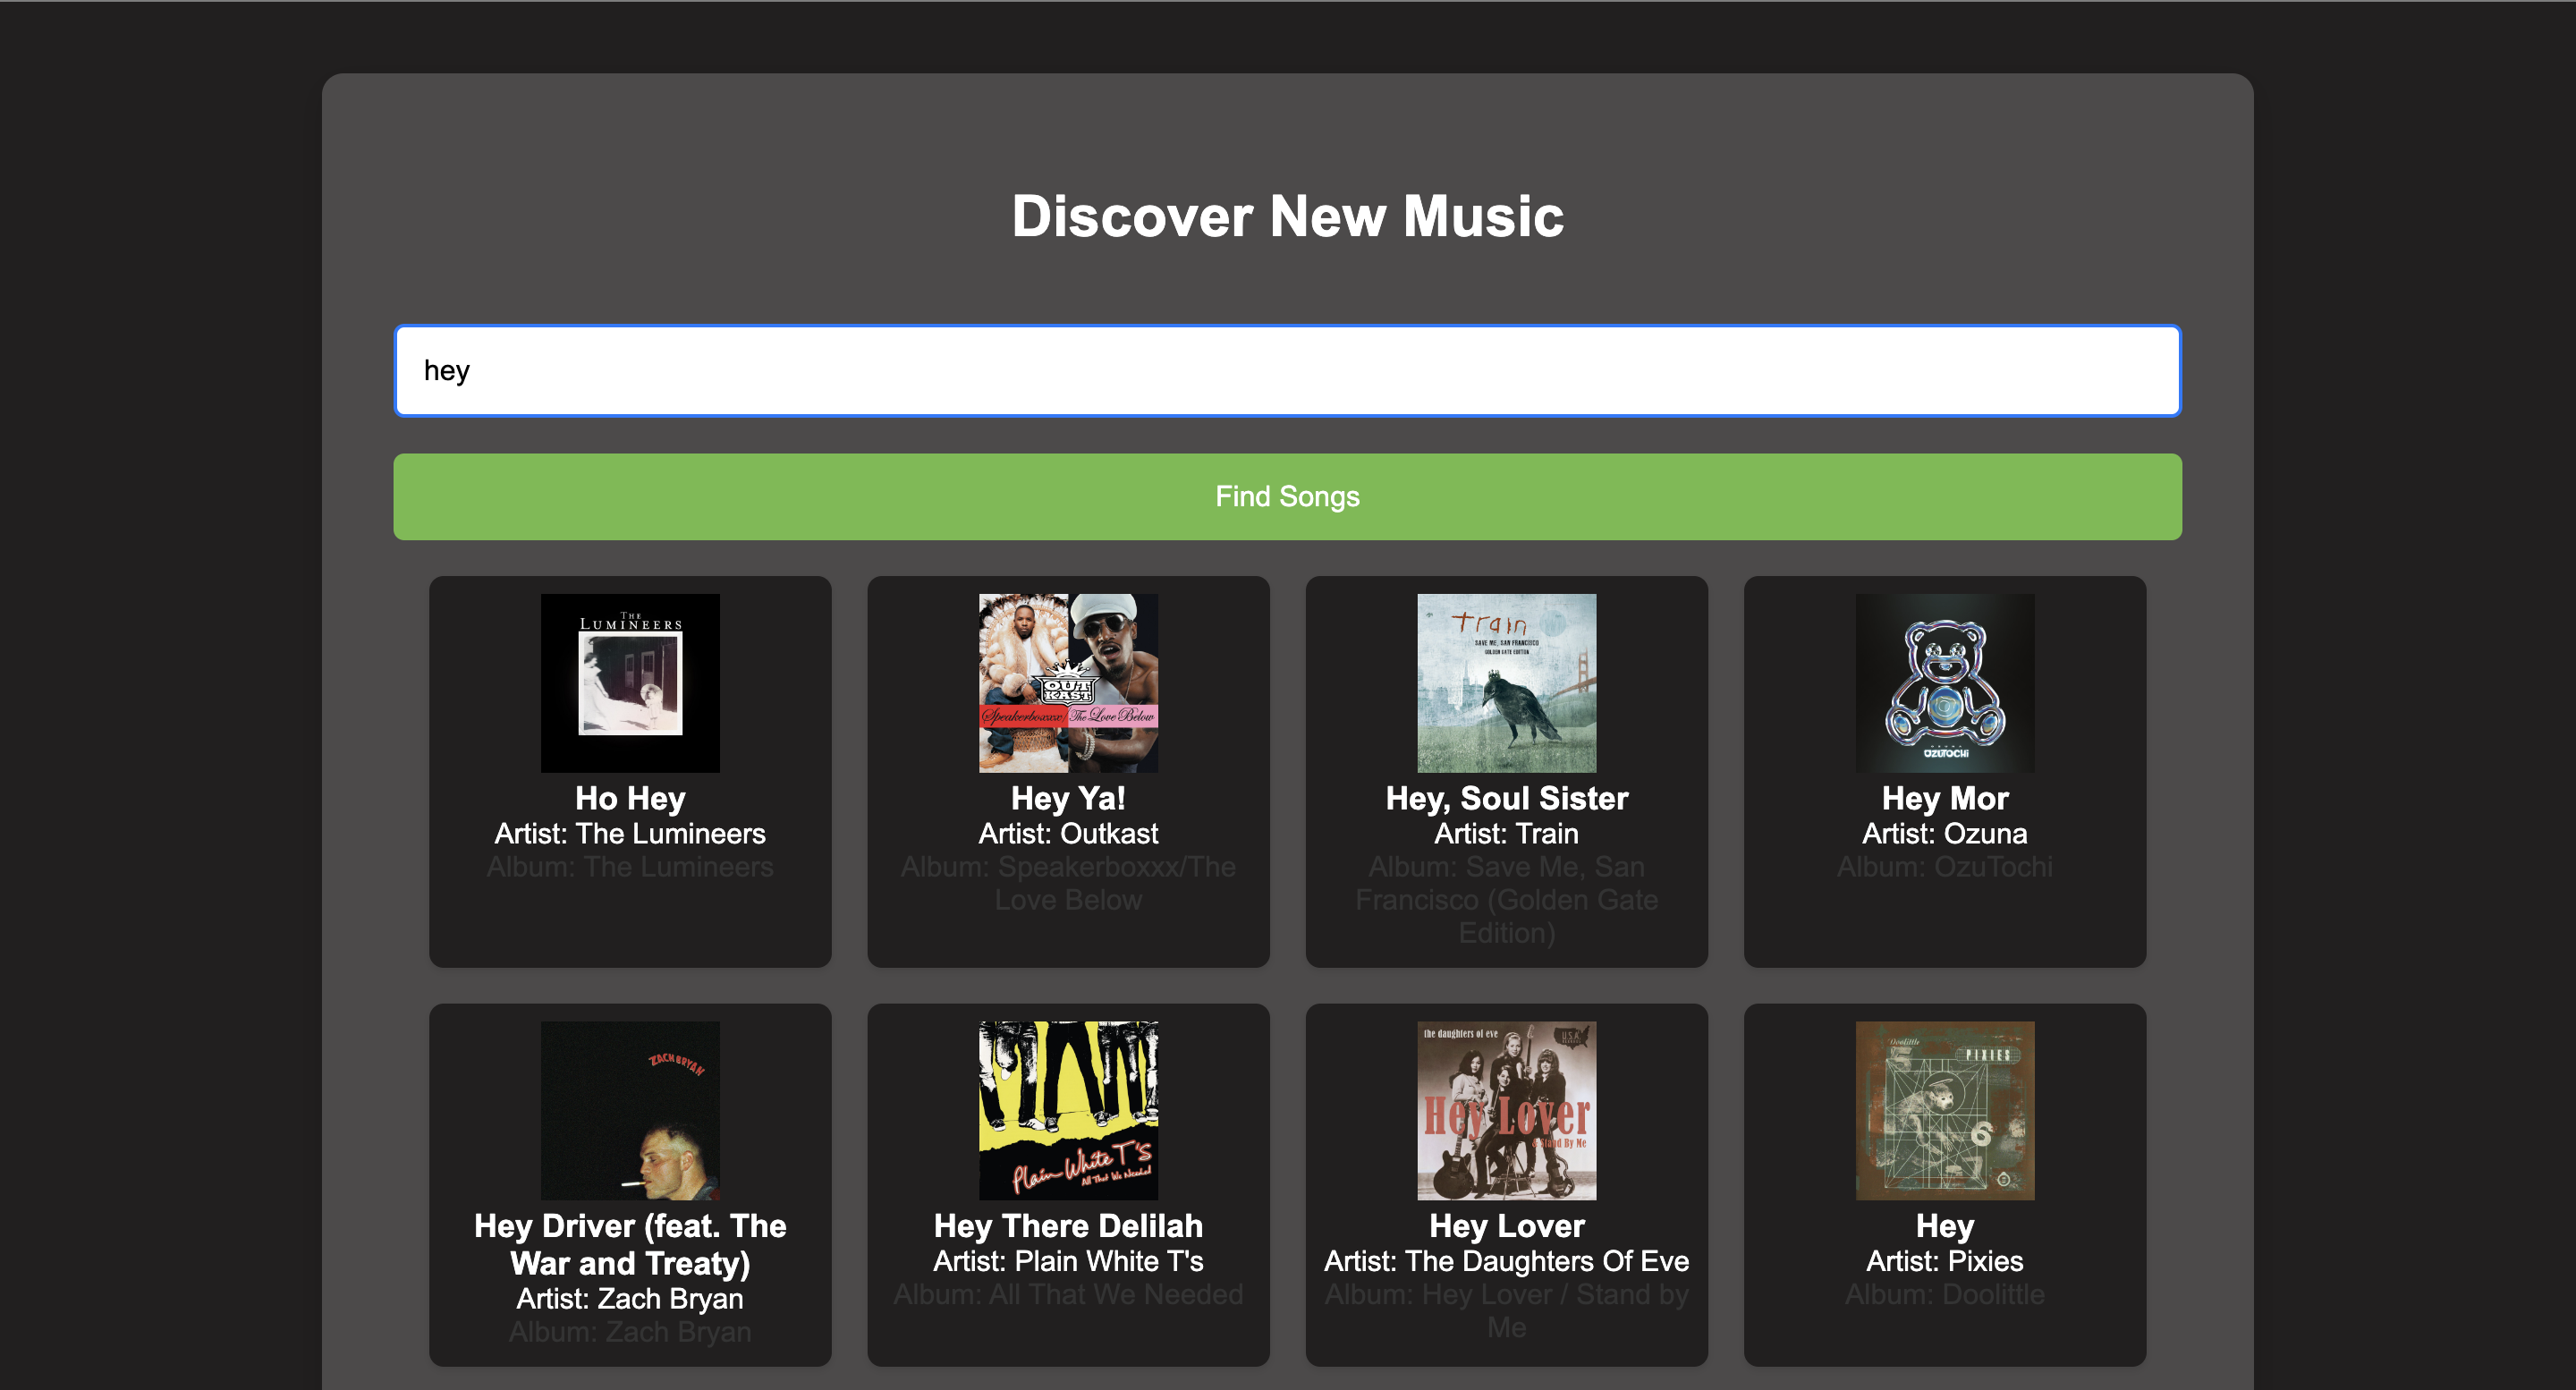 Discover New Music
hey
Find Songs
THE
LUMINEERS
OUT
KAST
Speakerboxxx/ The Love Below
train
SAVE ME, SAN FRANCISCO
GOLDEN GATE EDITION
OZUTOCHI
Ho Hey
Artist: The Lumineers
Album: The Lumineers
Hey Ya!
Artist: Outkast
Album: Speakerboxxx/The
Love Below
Hey, Soul Sister
Artist: Train
Album: Save Me, San
Francisco (Golden Gate
Edition)
Hey Mor
Artist: Ozuna
Album: OzuTochi
ZACH BRYAN
Plain White T's
All That We Needed
the daughters of eve
U.S.A.
Hey Lover
& Stand By Me
Doolittle
PIXIES
6
Hey Driver (feat. The
War and Treaty)
Artist: Zach Bryan
Album: Zach Bryan
Hey There Delilah
Artist: Plain White T's
Album: All That We Needed
Hey Lover
Artist: The Daughters Of Eve
Album: Hey Lover / Stand by
Me
Hey
Artist: Pixies
Album: Doolittle